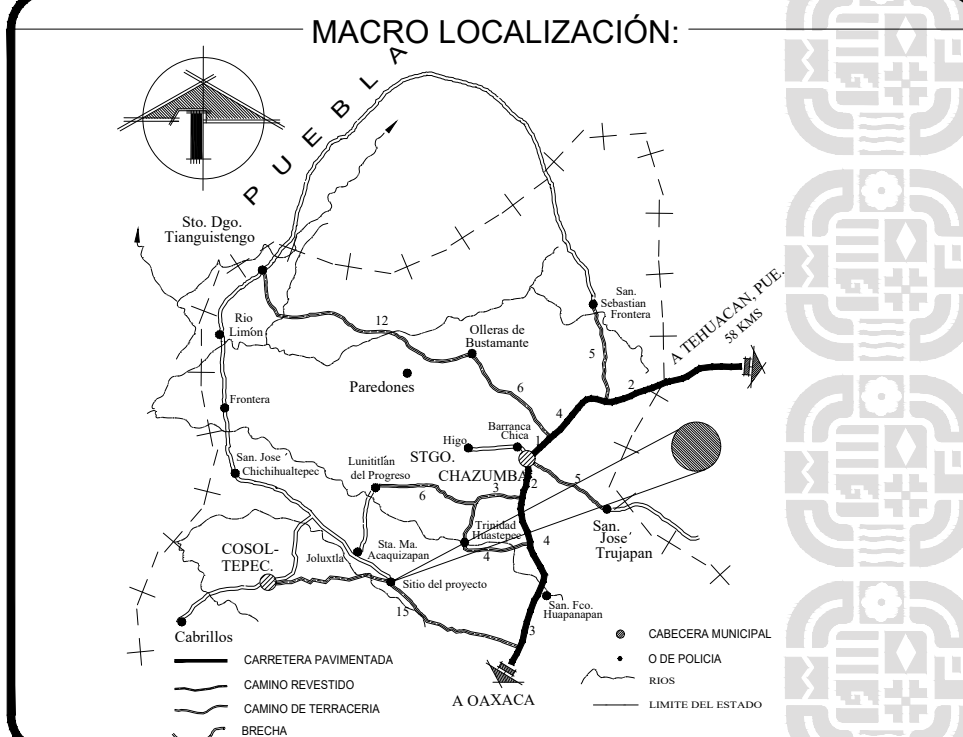 MACRO LOCALIZACIÓN:
PUEBLA
Sto. Dgo.
Tianguistengo
San.
Sebastian
Frontera
Rio
Limón
12
Olleras de
Bustamante
5
A TEHUACAN, PUE.
58 KMS
2
Paredones
6
4
Frontera
Barranca
Chica
1
Higo
STGO.
CHAZUMBA
San. Jose
Chichihualtepec
Lunititlán
del Progreso
6
3
2
5
Trinidad
Huastepec
4
4
San.
Jose
Trujapan
COSOL-
TEPEC.
Joluxtla
Sta. Ma.
Acaquizapan
Sitio del proyecto
15
San. Fco.
Huapanapan
3
Cabrillos
A OAXACA
CARRETERA PAVIMENTADA
CAMINO REVESTIDO
CAMINO DE TERRACERIA
BRECHA
CABECERA MUNICIPAL
O DE POLICIA
RIOS
LIMITE DEL ESTADO